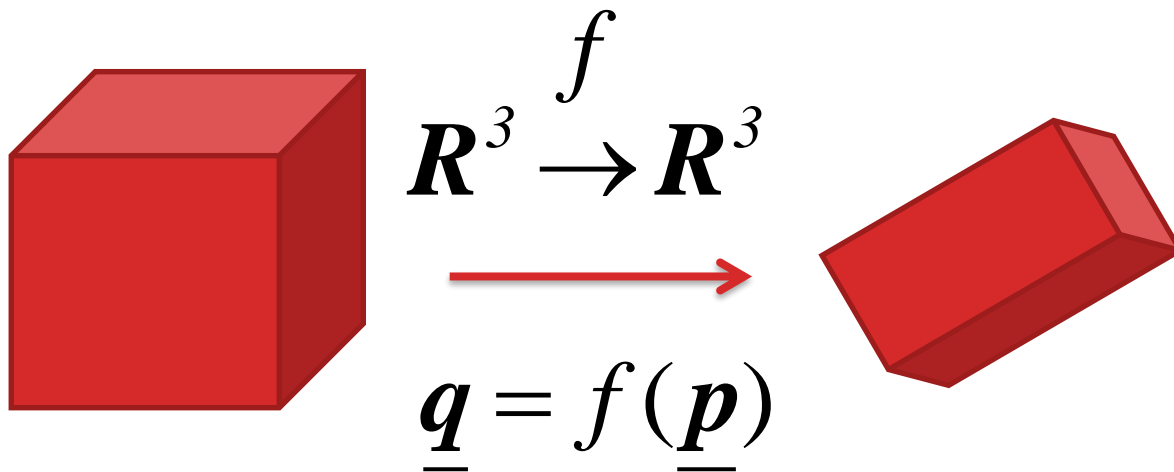 f
R³ → R³
q = f(p)